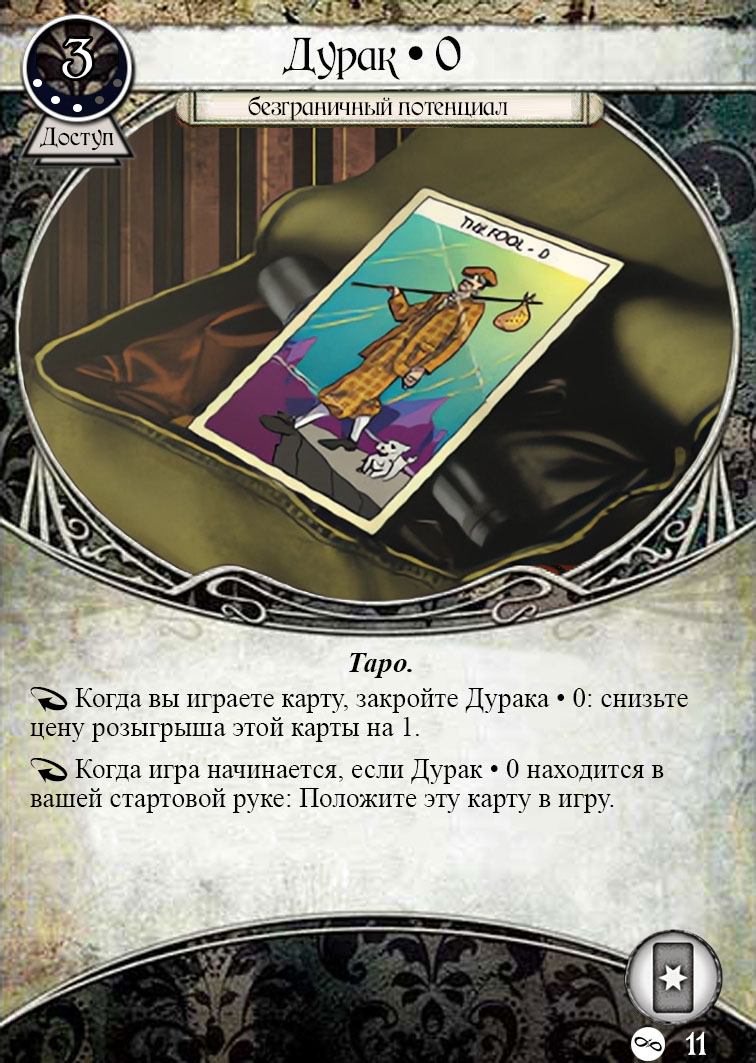 3
Дурак • 0
безграничный потенциал
Доступ
THE FOOL - 0
Таро.
Когда вы играете карту, закройте Дурака • 0: снизьте
цену розыгрыша этой карты на 1.
Когда игра начинается, если Дурак • 0 находится в
вашей стартовой руке: Положите эту карту в игру.
11